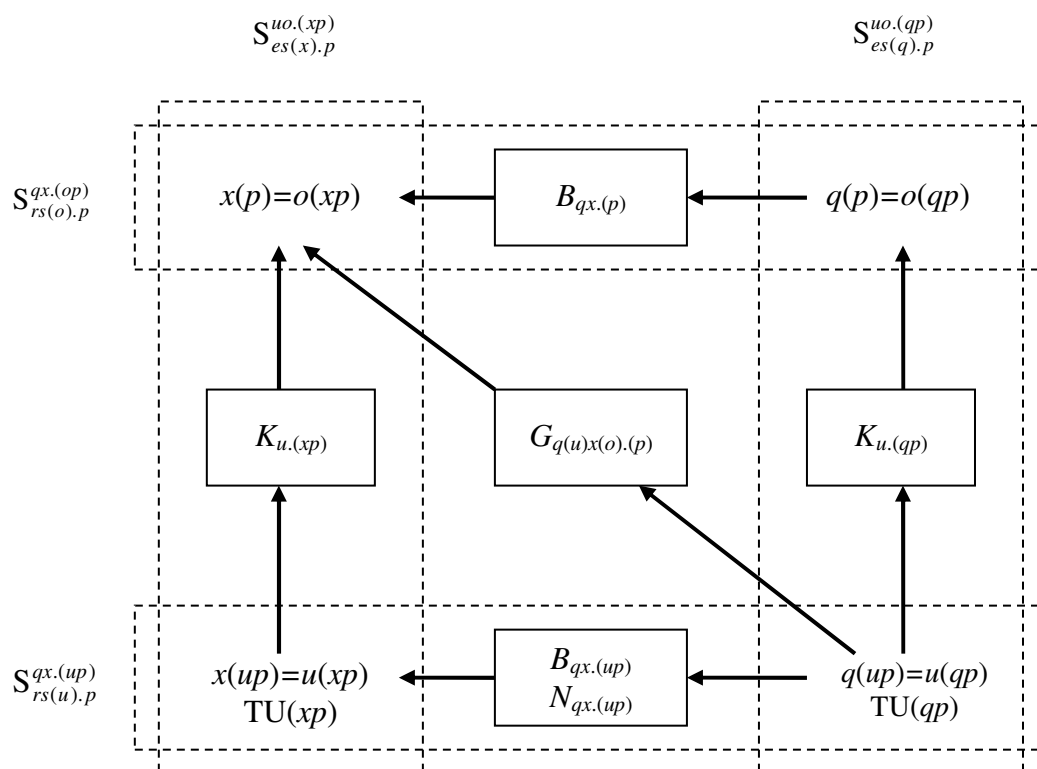 S^{uo.(xp)}_{es(x).p} S^{uo.(qp)}_{es(q).p}
S^{qx.(op)}_{rs(o).p} x(p)=o(xp) B_{qx.(p)} q(p)=o(qp)
K_{u.(xp)} G_{q(u)x(o).(p)} K_{u.(qp)}
S^{qx.(up)}_{rs(u).p} x(up)=u(xp) B_{qx.(up)} q(up)=u(qp)
TU(xp) N_{qx.(up)} TU(qp)